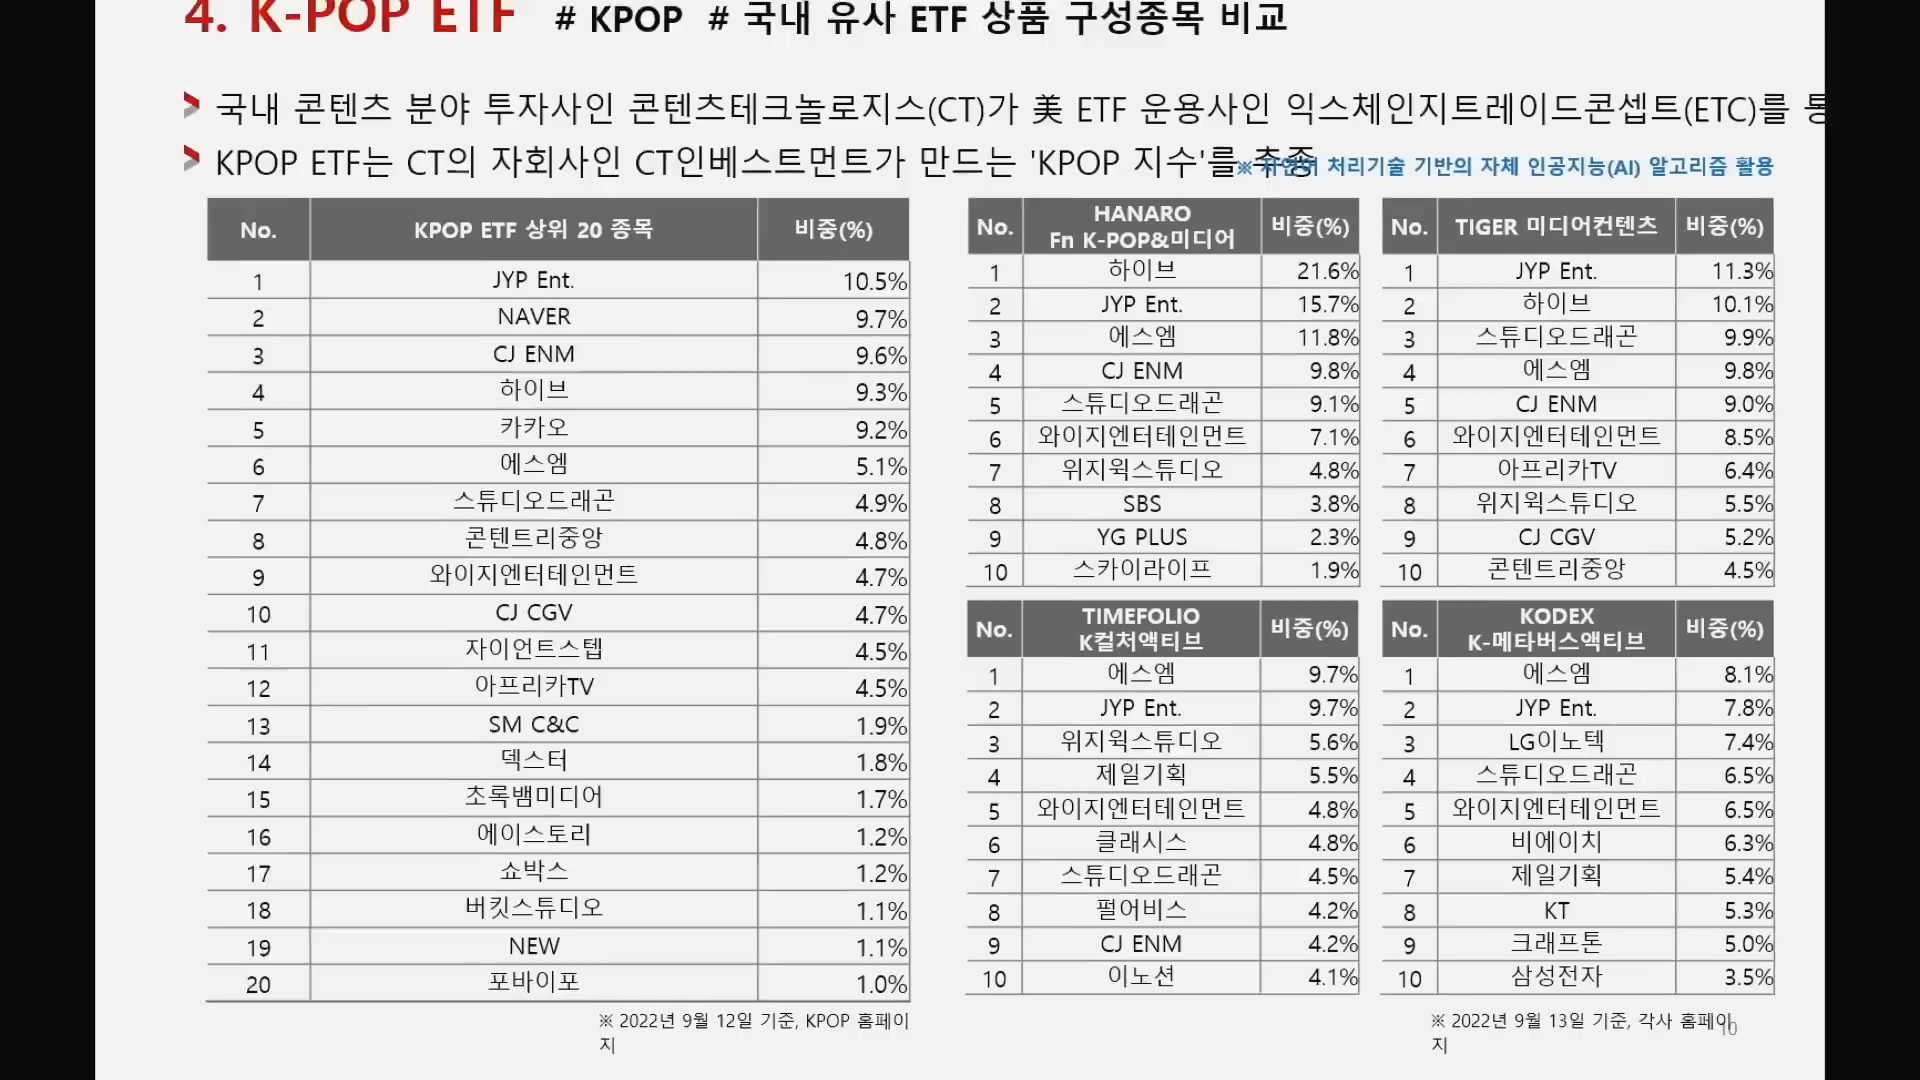 4. K-POP ETF # KPOP # 국내 유사 ETF 상품 구성종목 비교
국내 콘텐츠 분야 투자사인 콘텐츠테크놀로지스(CT)가 美 ETF 운용사인 익스체인지트레이드콘셉트(ETC)를 통
KPOP ETF는 CT의 자회사인 CT인베스트먼트가 만드는 'KPOP 지수'를 추종
※ 자연어 처리기술 기반의 자체 인공지능(AI) 알고리즘 활용
No. KPOP ETF 상위 20 종목 비중(%)
1 JYP Ent. 10.5%
2 NAVER 9.7%
3 CJ ENM 9.6%
4 하이브 9.3%
5 카카오 9.2%
6 에스엠 5.1%
7 스튜디오드래곤 4.9%
8 콘텐트리중앙 4.8%
9 와이지엔터테인먼트 4.7%
10 CJ CGV 4.7%
11 자이언트스텝 4.5%
12 아프리카TV 4.5%
13 SM C&C 1.9%
14 덱스터 1.8%
15 초록뱀미디어 1.7%
16 에이스토리 1.2%
17 쇼박스 1.2%
18 버킷스튜디오 1.1%
19 NEW 1.1%
20 포바이포 1.0%
※ 2022년 9월 12일 기준, KPOP 홈페이
지
No. HANARO
Fn K-POP&미디어 비중(%)
1 하이브 21.6%
2 JYP Ent. 15.7%
3 에스엠 11.8%
4 CJ ENM 9.8%
5 스튜디오드래곤 9.1%
6 와이지엔터테인먼트 7.1%
7 위지윅스튜디오 4.8%
8 SBS 3.8%
9 YG PLUS 2.3%
10 스카이라이프 1.9%
No. TIGER 미디어컨텐츠 비중(%)
1 JYP Ent. 11.3%
2 하이브 10.1%
3 스튜디오드래곤 9.9%
4 에스엠 9.8%
5 CJ ENM 9.0%
6 와이지엔터테인먼트 8.5%
7 아프리카TV 6.4%
8 위지윅스튜디오 5.5%
9 CJ CGV 5.2%
10 콘텐트리중앙 4.5%
No. TIMEFOLIO
K컬처액티브 비중(%)
1 에스엠 9.7%
2 JYP Ent. 9.7%
3 위지윅스튜디오 5.6%
4 제일기획 5.5%
5 와이지엔터테인먼트 4.8%
6 클래시스 4.8%
7 스튜디오드래곤 4.5%
8 펄어비스 4.2%
9 CJ ENM 4.2%
10 이노션 4.1%
No. KODEX
K-메타버스액티브 비중(%)
1 에스엠 8.1%
2 JYP Ent. 7.8%
3 LG이노텍 7.4%
4 스튜디오드래곤 6.5%
5 와이지엔터테인먼트 6.5%
6 비에이치 6.3%
7 제일기획 5.4%
8 KT 5.3%
9 크래프톤 5.0%
10 삼성전자 3.5%
※ 2022년 9월 13일 기준, 각사 홈페이
지
10